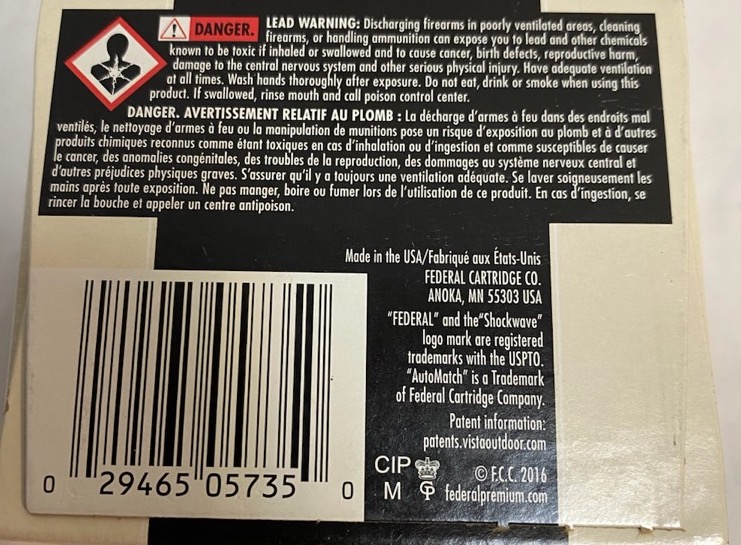 DANGER. LEAD WARNING: Discharging firearms in poorly ventilated areas, cleaning
firearms, or handling ammunition can expose you to lead and other chemicals
known to be toxic if inhaled or swallowed and to cause cancer, birth defects, reproductive harm,
damage to the central nervous system and other serious physical injury. Have adequate ventilation
at all times. Wash hands thoroughly after exposure. Do not eat, drink or smoke when using this
product. If swallowed, rinse mouth and call poison control center.
DANGER. AVERTISSEMENT RELATIF AU PLOMB : La décharge d'armes à feu dans des endroits mal
ventilés, le nettoyage d'armes à feu ou la manipulation de munitions pose un risque d'exposition au plomb et à d'autres
produits chimiques reconnus comme étant toxiques en cas d'inhalation ou d'ingestion et comme susceptibles de causer
le cancer, des anomalies congénitales, des troubles de la reproduction, des dommages au système nerveux central et
d'autres préjudices physiques graves. S'assurer qu'il y a toujours une ventilation adéquate. Se laver soigneusement les
mains après toute exposition. Ne pas manger, boire ou fumer lors de l'utilisation de ce produit. En cas d'ingestion, se
rincer la bouche et appeler un centre antipoison.
Made in the USA/Fabriqué aux États-Unis
FEDERAL CARTRIDGE CO.
ANOKA, MN 55303 USA
"FEDERAL" and the"Shockwave"
logo mark are registered
trademarks with the USPTO.
"AutoMatch" is a Trademark
of Federal Cartridge Company.
Patent information:
patents.vistaoutdoor.com
CIP
M
© F.C.C. 2016
federalpremium.com
0 29465 05735 0